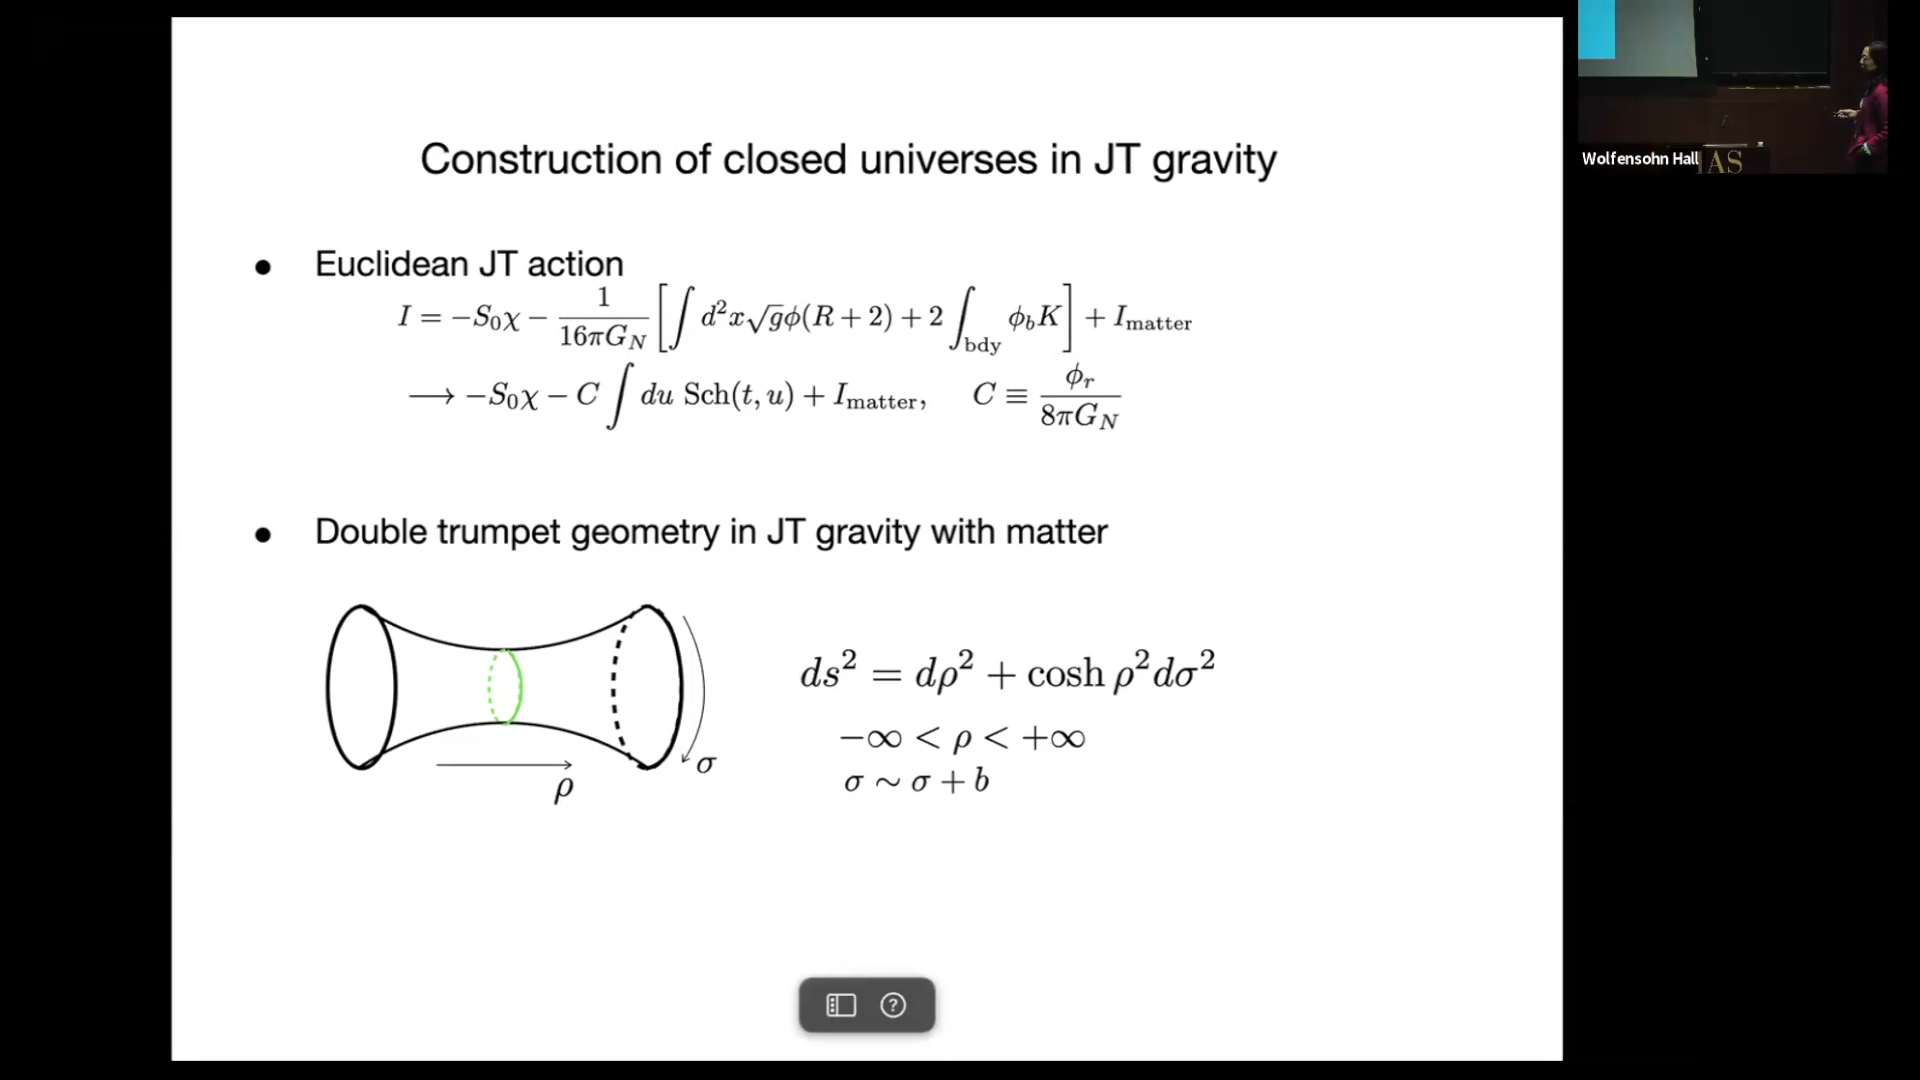 Construction of closed universes in JT gravity
● Euclidean JT action
I = −S₀χ − 1/(16πG_N) [∫ d²x√gϕ(R + 2) + 2 ∫_bdy ϕ_b K] + I_matter
⟶ −S₀χ − C ∫ du Sch(t, u) + I_matter, C ≡ ϕ_r/(8πG_N)
● Double trumpet geometry in JT gravity with matter
ds² = dρ² + cosh ρ² dσ²
−∞ < ρ < +∞
σ ∼ σ + b
σ
ρ
?
Wolfensohn Hall
IAS